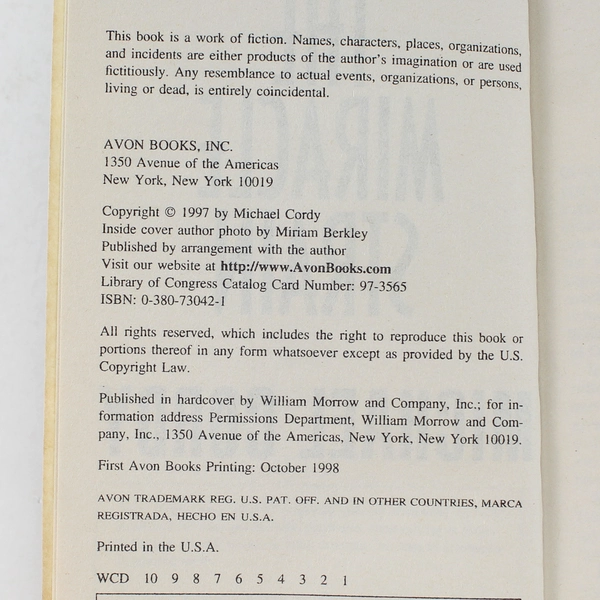 This book is a work of fiction. Names, characters, places, organizations,
and incidents are either products of the author's imagination or are used
fictitiously. Any resemblance to actual events, organizations, or persons,
living or dead, is entirely coincidental.
AVON BOOKS, INC.
1350 Avenue of the Americas
New York, New York 10019
Copyright © 1997 by Michael Cordy
Inside cover author photo by Miriam Berkley
Published by arrangement with the author
Visit our website at http://www.AvonBooks.com
Library of Congress Catalog Card Number: 97-3565
ISBN: 0-380-73042-1
All rights reserved, which includes the right to reproduce this book or
portions thereof in any form whatsoever except as provided by the U.S.
Copyright Law.
Published in hardcover by William Morrow and Company, Inc.; for in-
formation address Permissions Department, William Morrow and Com-
pany, Inc., 1350 Avenue of the Americas, New York, New York 10019.
First Avon Books Printing: October 1998
AVON TRADEMARK REG. U.S. PAT. OFF. AND IN OTHER COUNTRIES, MARCA
REGISTRADA, HECHO EN U.S.A.
Printed in the U.S.A.
WCD 10 9 8 7 6 5 4 3 2 1